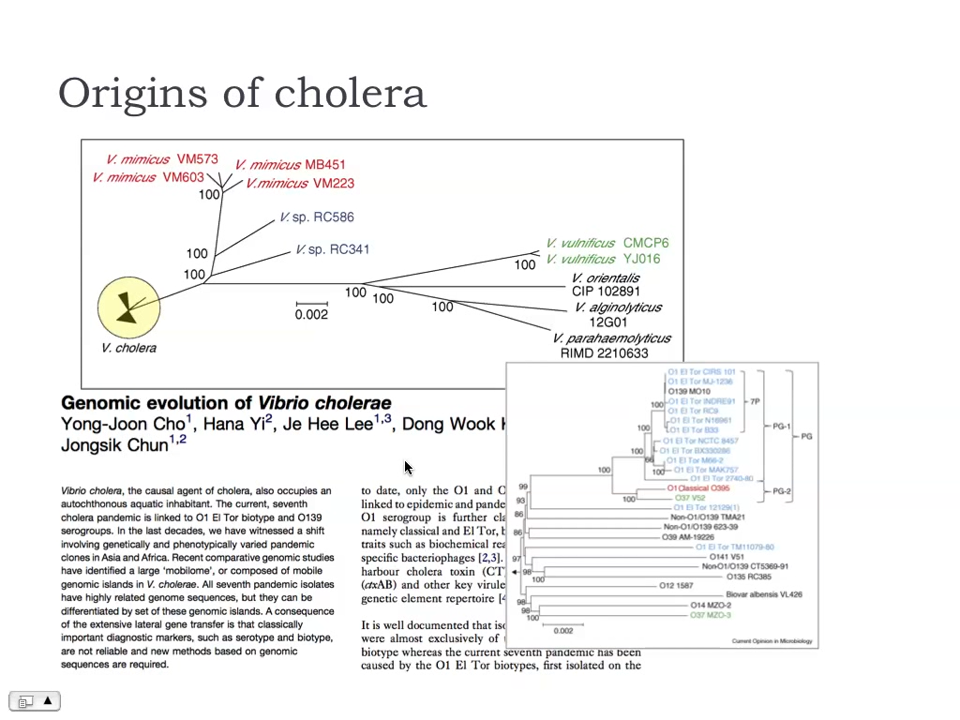 Origins of cholera
V. mimicus VM573
V. mimicus MB451
V. mimicus VM603
V.mimicus VM223
100
V. sp. RC586
V. sp. RC341
100
100
V. vulnificus CMCP6
V. vulnificus YJ016
100
V. orientalis
CIP 102891
100
100
100
V. alginolyticus
12G01
0.002
V. parahaemolyticus
RIMD 2210633
V. cholera
Genomic evolution of Vibrio cholerae
Yong-Joon Cho1, Hana Yi2, Je Hee Lee1,3, Dong Wook
Jongsik Chun1,2
Vibrio cholera, the causal agent of cholera, also occupies an
autochthonous aquatic inhabitant. The current, seventh
cholera pandemic is linked to O1 El Tor biotype and O139
serogroups. In the last decades, we have witnessed a shift
involving genetically and phenotypically varied pandemic
clones in Asia and Africa. Recent comparative genomic studies
have identified a large 'mobilome', or composed of mobile
genomic islands in V. cholerae. All seventh pandemic isolates
have highly related genome sequences, but they can be
differentiated by set of these genomic islands. A consequence
of the extensive lateral gene transfer is that classically
important diagnostic markers, such as serotype and biotype,
are not reliable and new methods based on genomic
sequences are required.
to date, only the O1 and
linked to epidemic and
O1 serogroup is further
namely classical and El Tor,
traits such as biochemical
specific bacteriophages [2,3].
harbour cholera toxin
(ctxAB) and other key
genetic element repertoire
It is well documented that
were almost exclusively of
biotype whereas the current seventh pandemic has been
caused by the O1 El Tor biotypes, first isolated on the
O1 El Tor CIRS 101
O1 El Tor MJ-1236
O139 MO10
O1 El Tor INDRE91
O1 El Tor RC9
O1 El Tor N16961
O1 El Tor B33
O1 El Tor NCTC 8457
O1 El Tor BX330286
O1 El Tor M66-2
O1 El Tor MAK757
O1 El Tor 2740-80
O1 Classical O395
O37 V52
O1 El Tor 12129(1)
Non-O1/O139 TMA21
Non-O1/O139 623-39
O39 AM-19226
O1 El Tor TM11079-80
O141 V51
Non-O1/O139 CT5369-91
O135 RC385
O12 1587
Biovar albensis VL426
O14 MZO-2
O37 MZO-3
7P
PG-1
PG
PG-2
100
100
100
66
100
100
100
99
93
86
86
97
98
100
98
98
100
0.002
Current Opinion in Microbiology